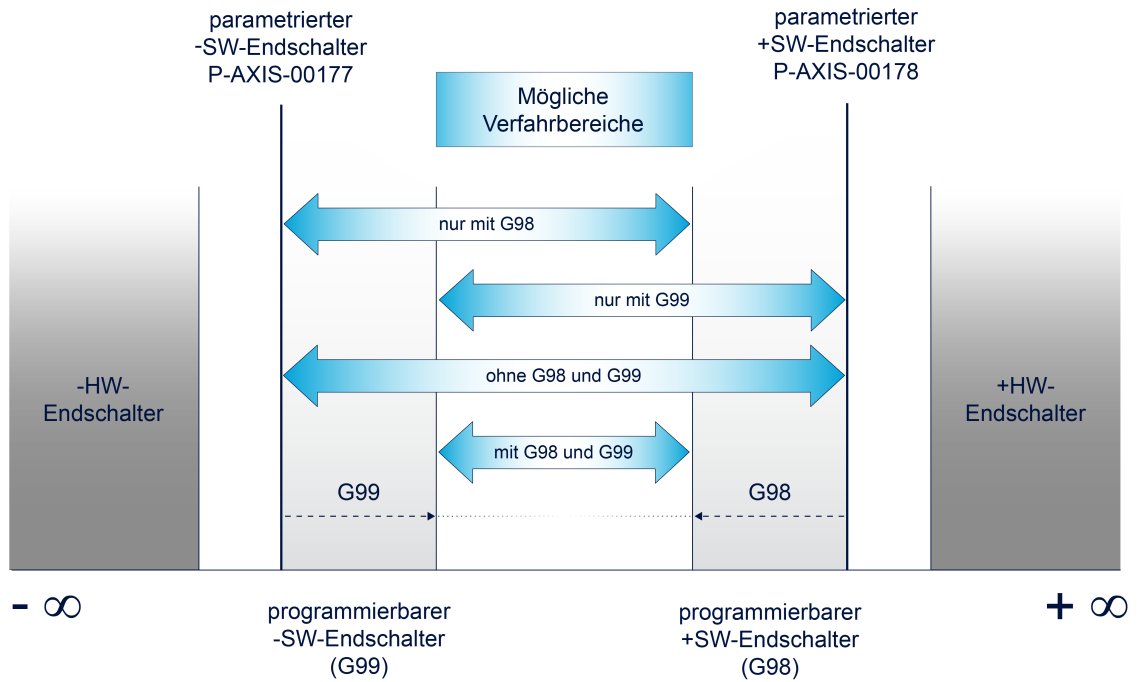 parametrierter
-SW-Endschalter
P-AXIS-00177
parametrierter
+SW-Endschalter
P-AXIS-00178
Mögliche
Verfahrbereiche
nur mit G98
nur mit G99
ohne G98 und G99
mit G98 und G99
-HW-
Endschalter
+HW-
Endschalter
G99
G98
- ∞
+ ∞
programmierbarer
-SW-Endschalter
(G99)
programmierbarer
+SW-Endschalter
(G98)